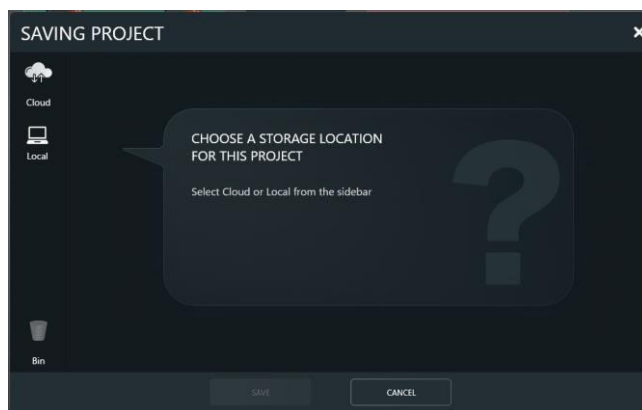 SAVING PROJECT
Cloud
Local
CHOOSE A STORAGE LOCATION
FOR THIS PROJECT
Select Cloud or Local from the sidebar
Bin
SAVE
CANCEL